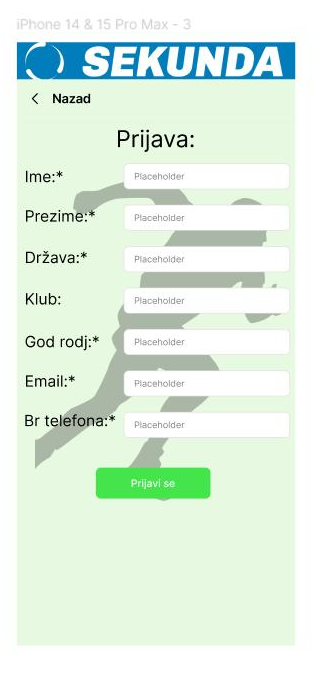 iPhone 14 & 15 Pro Max - 3
SEKUNDA
Nazad
Prijava:
Ime:* Placeholder
Prezime:* Placeholder
Država:* Placeholder
Klub: Placeholder
God rodj:* Placeholder
Email:* Placeholder
Br telefona:* Placeholder
Prijavi se